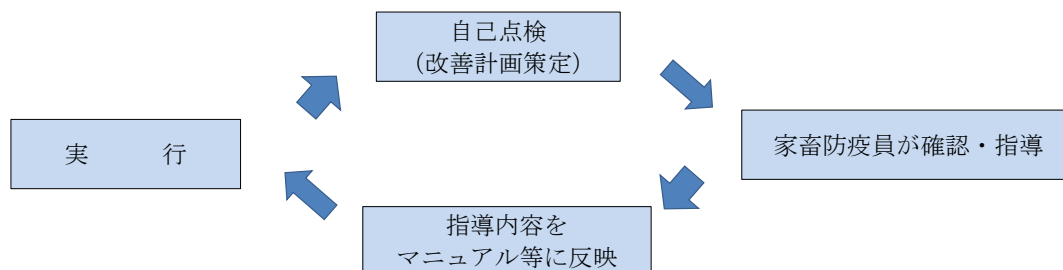 自己点検
(改善計画策定)
家畜防疫員が確認・指導
実　　　行
指導内容を
マニュアル等に反映